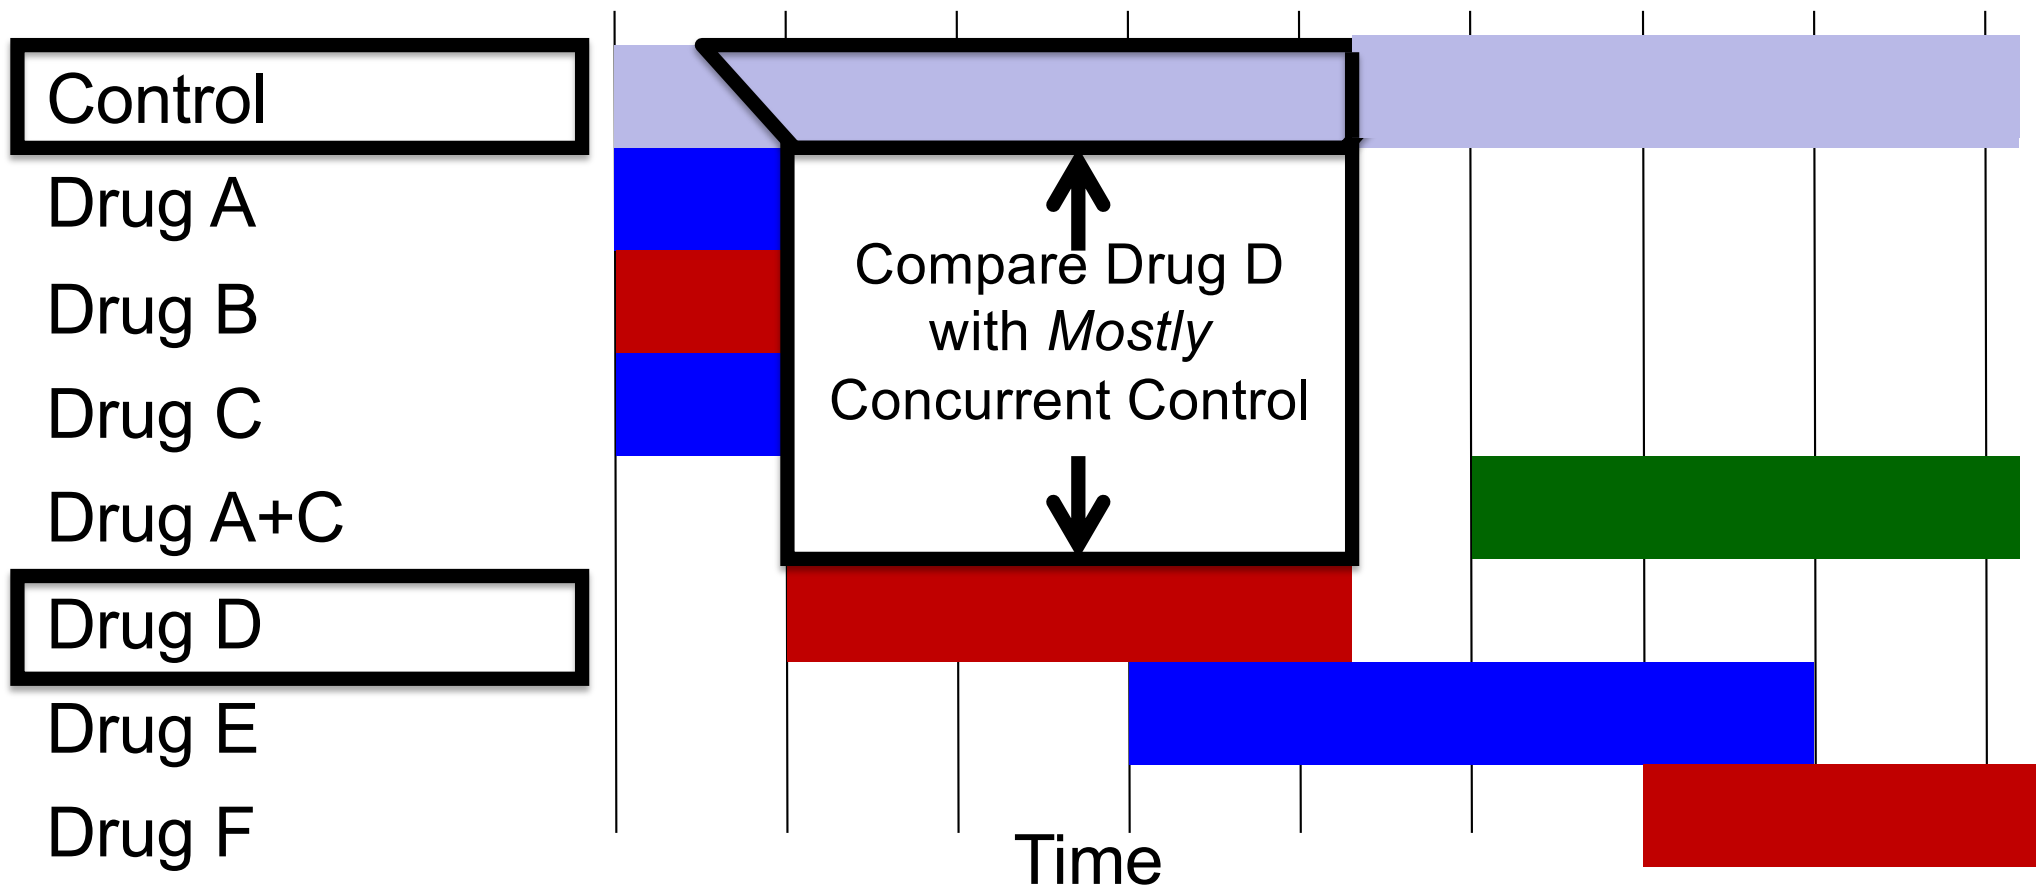 Control
Drug A
Drug B
Drug C
Drug A+C
Drug D
Drug E
Drug F
Compare Drug D
with Mostly
Concurrent Control
Time